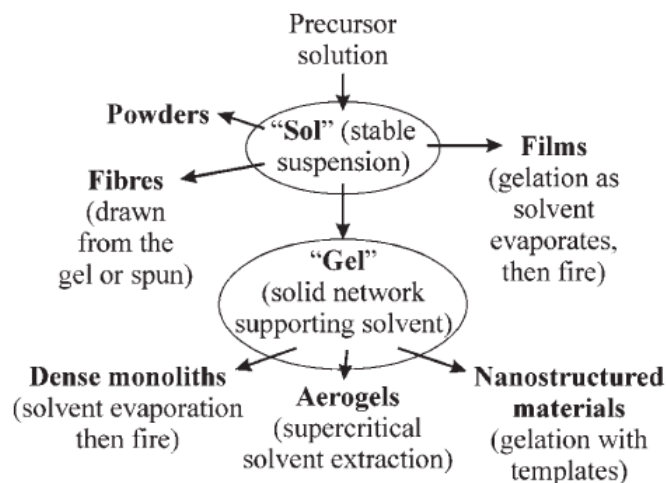 Precursor
solution
Powders
“Sol” (stable
suspension)
Fibres
(drawn
from the
gel or spun)
Films
(gelation as
solvent
evaporates,
then fire)
“Gel”
(solid network
supporting solvent)
Dense monoliths
(solvent evaporation
then fire)
Aerogels
(supercritical
solvent extraction)
Nanostructured
materials
(gelation with
templates)